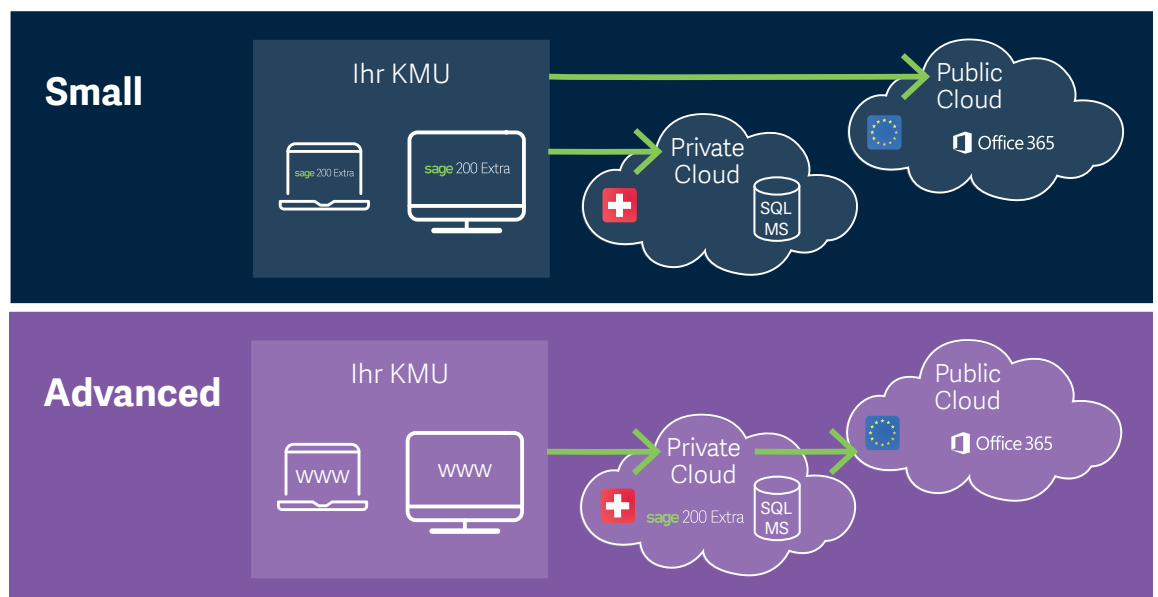 Small
Ihr KMU
sage 200 Extra
sage 200 Extra
Private
Cloud
SQL
MS
Public
Cloud
Office 365
Advanced
Ihr KMU
WWW
WWW
Private
Cloud
sage 200 Extra
SQL
MS
Public
Cloud
Office 365